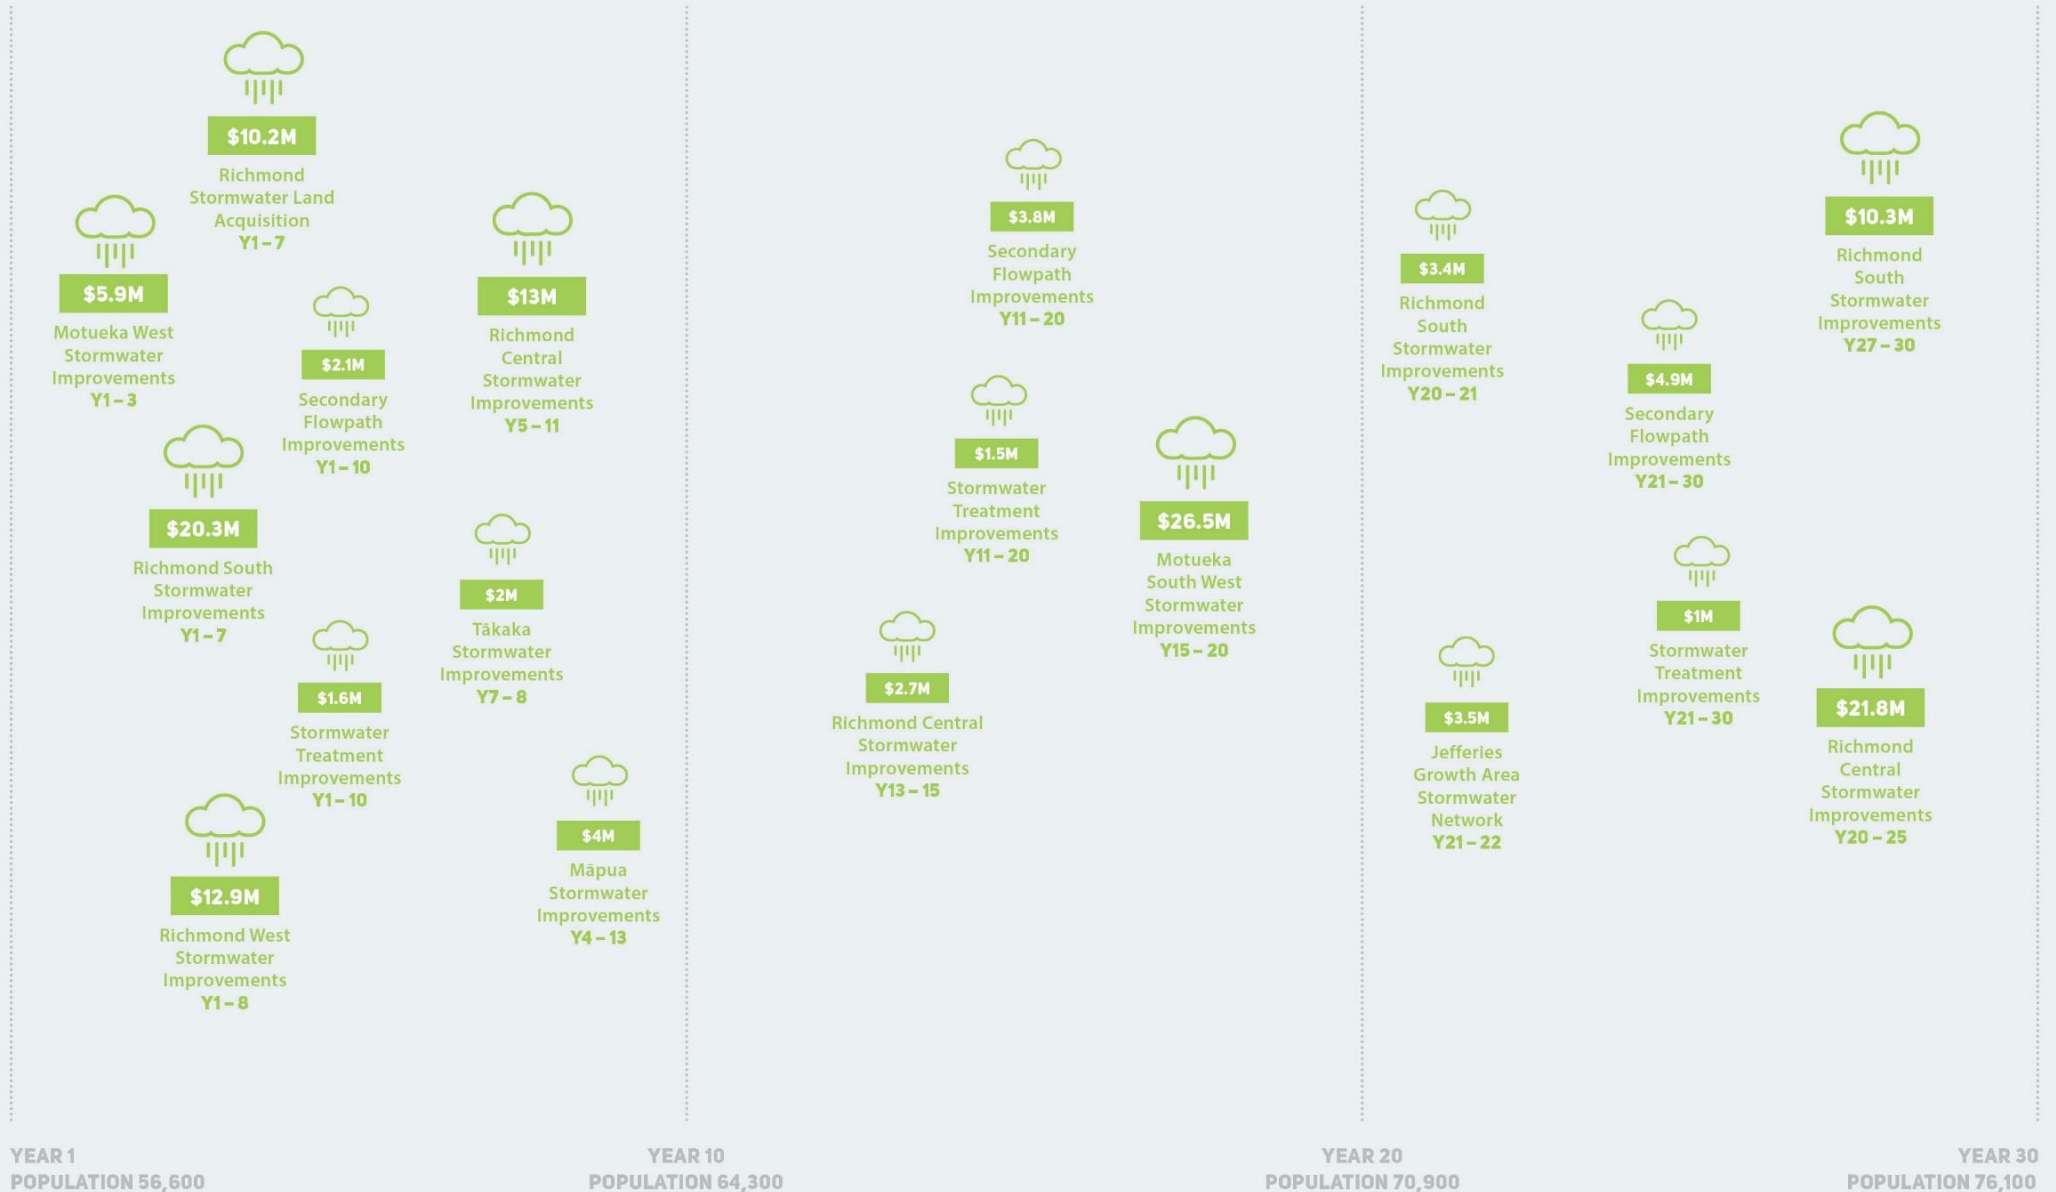 $10.2M
Richmond
Stormwater Land
Acquisition
Y1 – 7
$5.9M
Motueka West
Stormwater
Improvements
Y1 – 3
$2.1M
Secondary
Flowpath
Improvements
Y1 – 10
$13M
Richmond
Central
Stormwater
Improvements
Y5 – 11
$20.3M
Richmond South
Stormwater
Improvements
Y1 – 7
$2M
Tākaka
Stormwater
Improvements
Y7 – 8
$1.6M
Stormwater
Treatment
Improvements
Y1 – 10
$4M
Māpua
Stormwater
Improvements
Y4 – 13
$12.9M
Richmond West
Stormwater
Improvements
Y1 – 8
$3.8M
Secondary
Flowpath
Improvements
Y11 – 20
$1.5M
Stormwater
Treatment
Improvements
Y11 – 20
$26.5M
Motueka
South West
Stormwater
Improvements
Y15 – 20
$2.7M
Richmond Central
Stormwater
Improvements
Y13 – 15
$3.4M
Richmond
South
Stormwater
Improvements
Y20 – 21
$10.3M
Richmond
South
Stormwater
Improvements
Y27 – 30
$4.9M
Secondary
Flowpath
Improvements
Y21 – 30
$1M
Stormwater
Treatment
Improvements
Y21 – 30
$3.5M
Jefferies
Growth Area
Stormwater
Network
Y21 – 22
$21.8M
Richmond
Central
Stormwater
Improvements
Y20 – 25
YEAR 1
POPULATION 56,600
YEAR 10
POPULATION 64,300
YEAR 20
POPULATION 70,900
YEAR 30
POPULATION 76,100